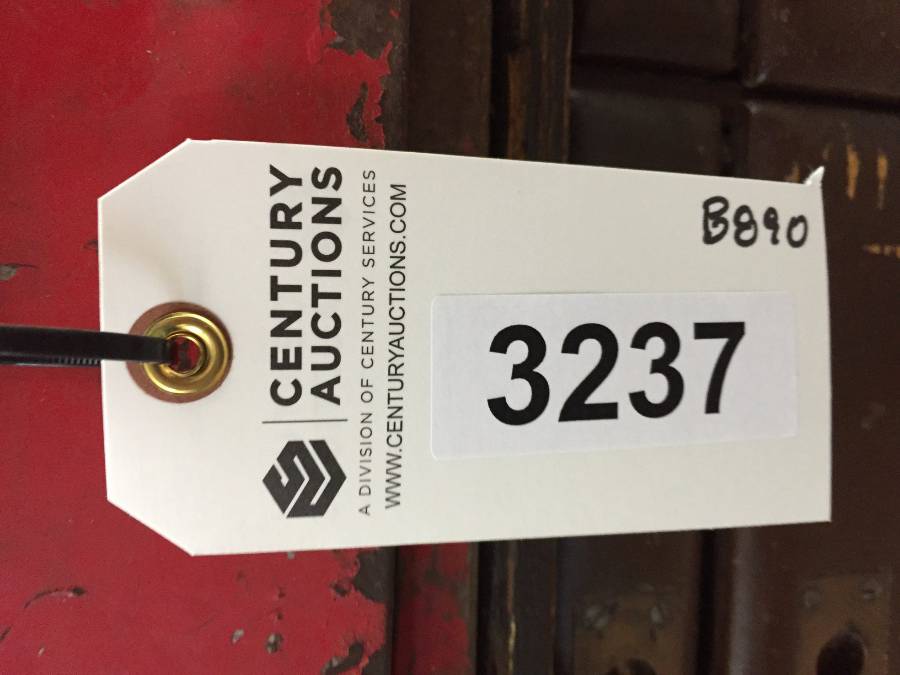 CENTURY
AUCTIONS
A DIVISION OF CENTURY SERVICES
WWW.CENTURYAUCTIONS.COM
B890
3237